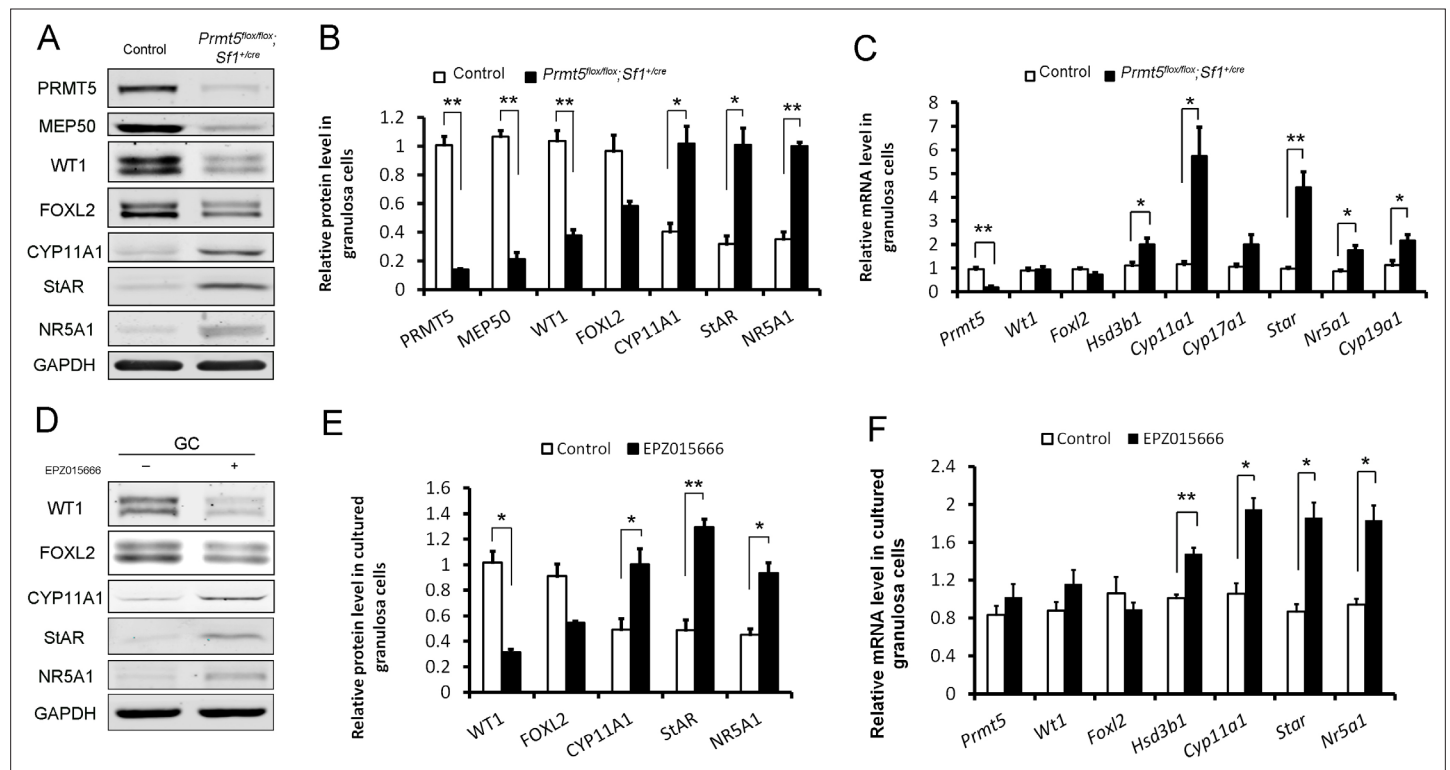 A
Control
Prmt5flox/flox;
Sf1+/cre
PRMT5
MEP50
WT1
FOXL2
CYP11A1
StAR
NR5A1
GAPDH
B
Control
Prmt5flox/flox;Sf1+/cre
Relative protein level in
granulosa cells
1.2
1
0.8
0.6
0.4
0.2
0
** ** ** * * **
PRMT5 MEP50 WT1 FOXL2 CYP11A1 StAR NR5A1
C
Control
Prmt5flox/flox;Sf1+/cre
Relative mRNA level in
granulosa cells
8
7
6
5
4
3
2
1
0
** * * ** * *
Prmt5 Wt1 Foxl2 Hsd3b1 Cyp11a1 Cyp17a1 Star Nr5a1 Cyp19a1
D
GC
EPZ015666 – +
WT1
FOXL2
CYP11A1
StAR
NR5A1
GAPDH
E
Control EPZ015666
Relative protein level in cultured
granulosa cells
1.6
1.4
1.2
1
0.8
0.6
0.4
0.2
0
* * ** *
WT1 FOXL2 CYP11A1 StAR NR5A1
F
Control EPZ015666
Relative mRNA level in cultured
granulosa cells
2.4
2
1.6
1.2
0.8
0.4
0
** * * *
Prmt5 Wt1 Foxl2 Hsd3b1 Cyp11a1 Star Nr5a1